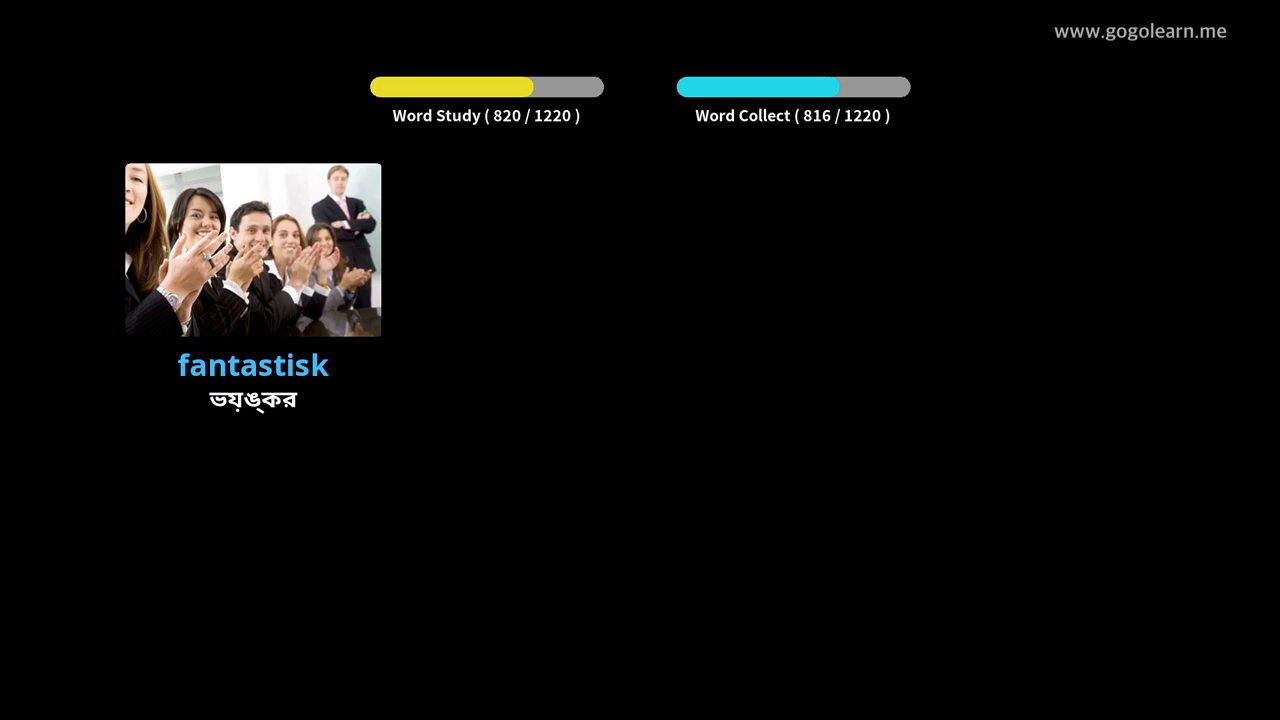 www.gogolearn.me
Word Study ( 820 / 1220 )
Word Collect ( 816 / 1220 )
fantastisk
ভয়ঙ্কর